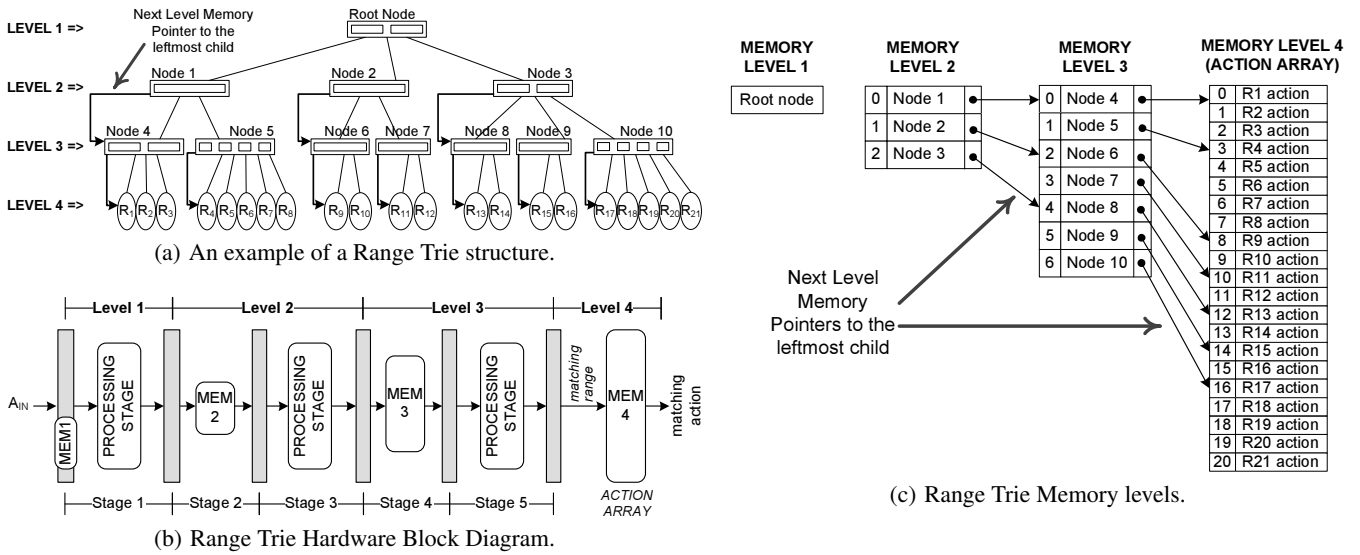 LEVEL 1 =>
Next Level Memory
Pointer to the
leftmost child
Root Node
LEVEL 2 =>
Node 1
Node 2
Node 3
LEVEL 3 =>
Node 4
Node 5
Node 6
Node 7
Node 8
Node 9
Node 10
LEVEL 4 =>
R1 R2 R3 R4 R5 R6 R7 R8 R9 R10 R11 R12 R13 R14 R15 R16 R17 R18 R19 R20 R21
(a) An example of a Range Trie structure.
Level 1 Level 2 Level 3 Level 4
AIN
MEM1
PROCESSING
STAGE
MEM
2
PROCESSING
STAGE
MEM
3
PROCESSING
STAGE
matching
range
MEM
4
matching
action
Stage 1 Stage 2 Stage 3 Stage 4 Stage 5
ACTION
ARRAY
(b) Range Trie Hardware Block Diagram.
MEMORY
LEVEL 1
Root node
MEMORY
LEVEL 2
0 Node 1
1 Node 2
2 Node 3
MEMORY
LEVEL 3
0 Node 4
1 Node 5
2 Node 6
3 Node 7
4 Node 8
5 Node 9
6 Node 10
Next Level
Memory
Pointers to the
leftmost child
MEMORY LEVEL 4
(ACTION ARRAY)
0 R1 action
1 R2 action
2 R3 action
3 R4 action
4 R5 action
5 R6 action
6 R7 action
7 R8 action
8 R9 action
9 R10 action
10 R11 action
11 R12 action
12 R13 action
13 R14 action
14 R15 action
15 R16 action
16 R17 action
17 R18 action
18 R19 action
19 R20 action
20 R21 action
(c) Range Trie Memory levels.